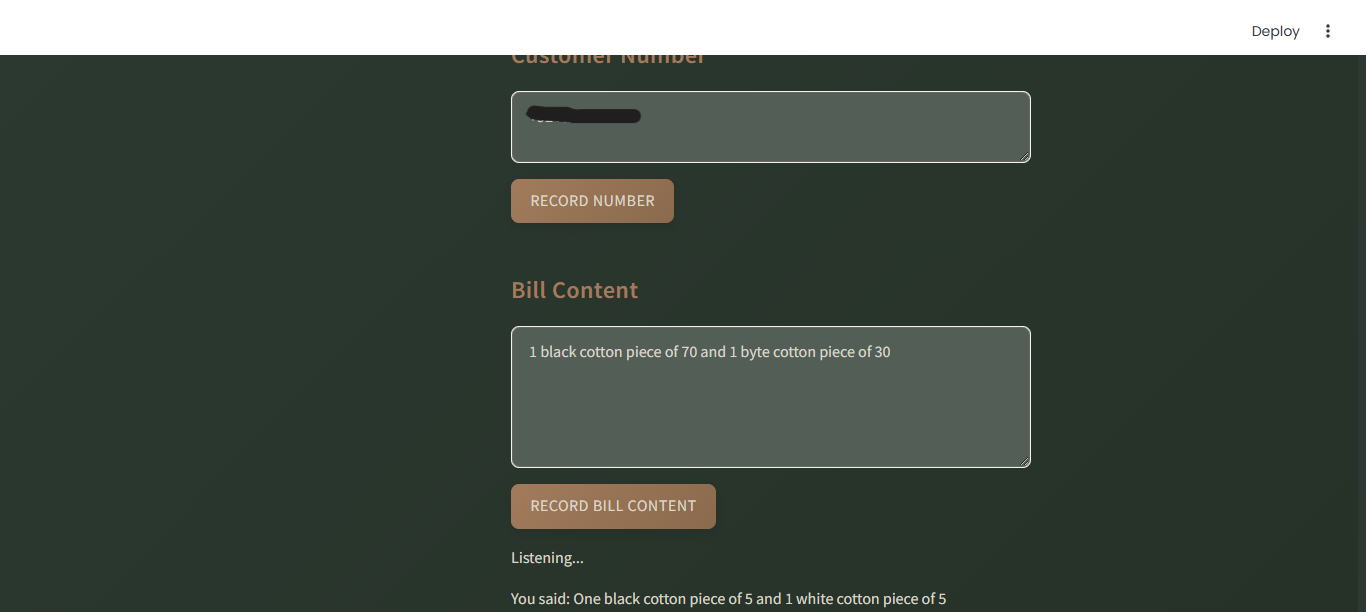 Deploy
Customer Number
RECORD NUMBER
Bill Content
1 black cotton piece of 70 and 1 byte cotton piece of 30
RECORD BILL CONTENT
Listening...
You said: One black cotton piece of 5 and 1 white cotton piece of 5